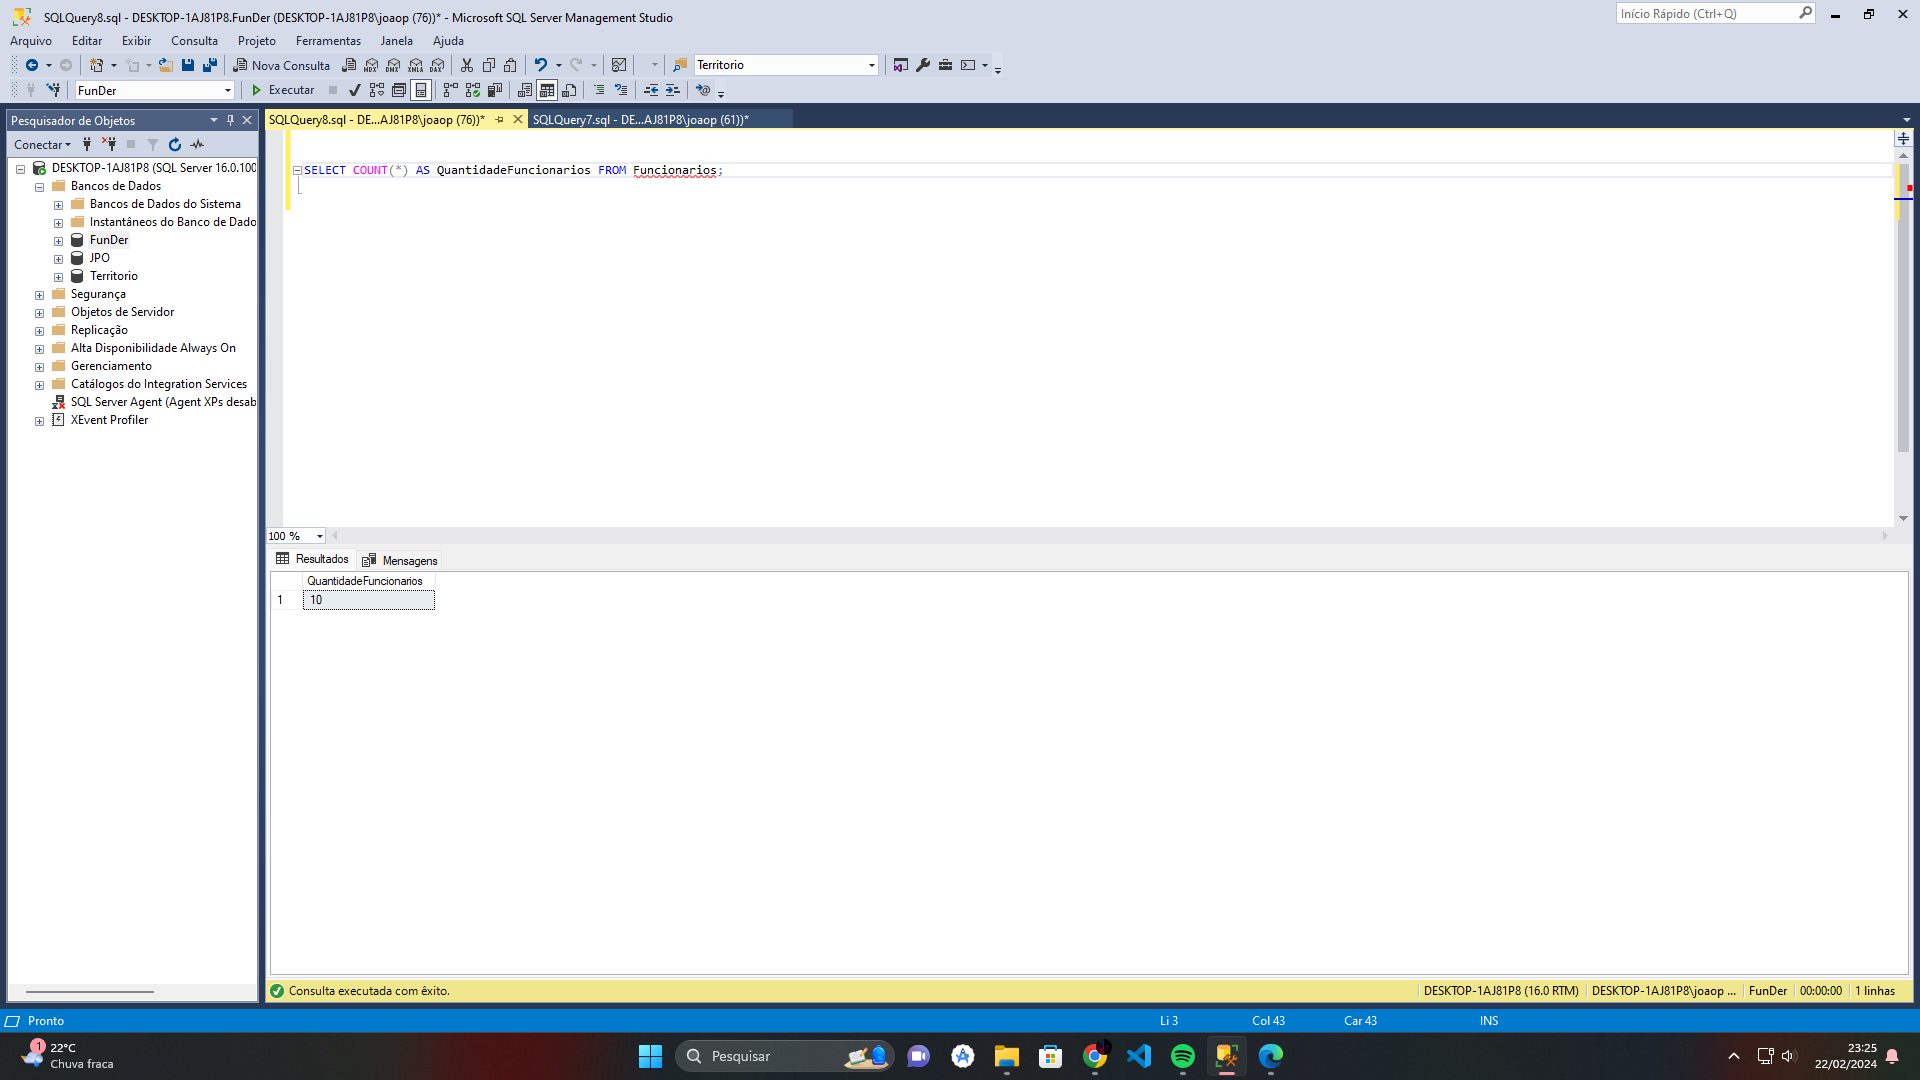 SQLQuery8.sql - DESKTOP-1AJ81P8.FunDer (DESKTOP-1AJ81P8\joaop (76))* - Microsoft SQL Server Management Studio
Início Rápido (Ctrl+Q)
Arquivo Editar Exibir Consulta Projeto Ferramentas Janela Ajuda
Nova Consulta
MDX DMX XMLA DAX
Territorio
FunDer
Executar
Pesquisador de Objetos
SQLQuery8.sql - DE...AJ81P8\joaop (76))*
SQLQuery7.sql - DE...AJ81P8\joaop (61))*
Conectar
DESKTOP-1AJ81P8 (SQL Server 16.0.100
Bancos de Dados
Bancos de Dados do Sistema
Instantâneos do Banco de Dado
FunDer
JPO
Territorio
Segurança
Objetos de Servidor
Replicação
Alta Disponibilidade Always On
Gerenciamento
Catálogos do Integration Services
SQL Server Agent (Agent XPs desab
XEvent Profiler
SELECT COUNT(*) AS QuantidadeFuncionarios FROM Funcionarios;
100 %
Resultados
Mensagens
QuantidadeFuncionarios
1 10
Consulta executada com êxito.
DESKTOP-1AJ81P8 (16.0 RTM) DESKTOP-1AJ81P8\joaop ... FunDer 00:00:00 1 linhas
Pronto
Li 3 Col 43 Car 43 INS
1
22°C
Chuva fraca
Pesquisar
23:25
22/02/2024